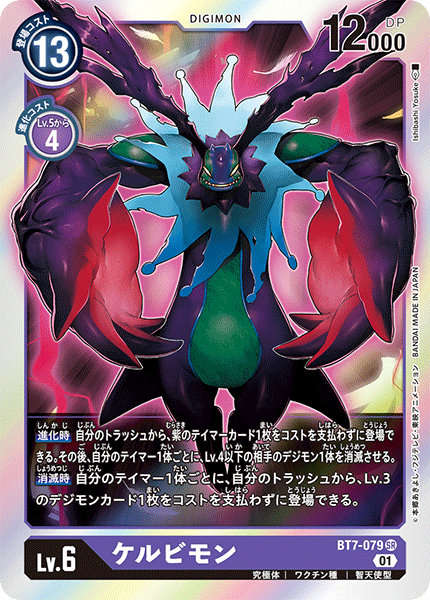 登場コスト
13
DIGIMON
DP
12000
進化コスト
Lv.5から
4
Ishibashi Yosuke
BANDAI MADE IN JAPAN
©本郷あきよし・フジテレビ・東映アニメーション
進化時 自分のトラッシュから、紫のテイマーカード1枚をコストを支払わずに登場で
きる。その後、自分のテイマー1体ごとに、Lv.4以下の相手のデジモン1体を消滅させる。
消滅時 自分のテイマー1体ごとに、自分のトラッシュから、Lv.3
のデジモンカード1枚をコストを支払わずに登場できる。
BT7-079 SR
Lv.6
ケルビモン
01
究極体 | ワクチン種 | 智天使型